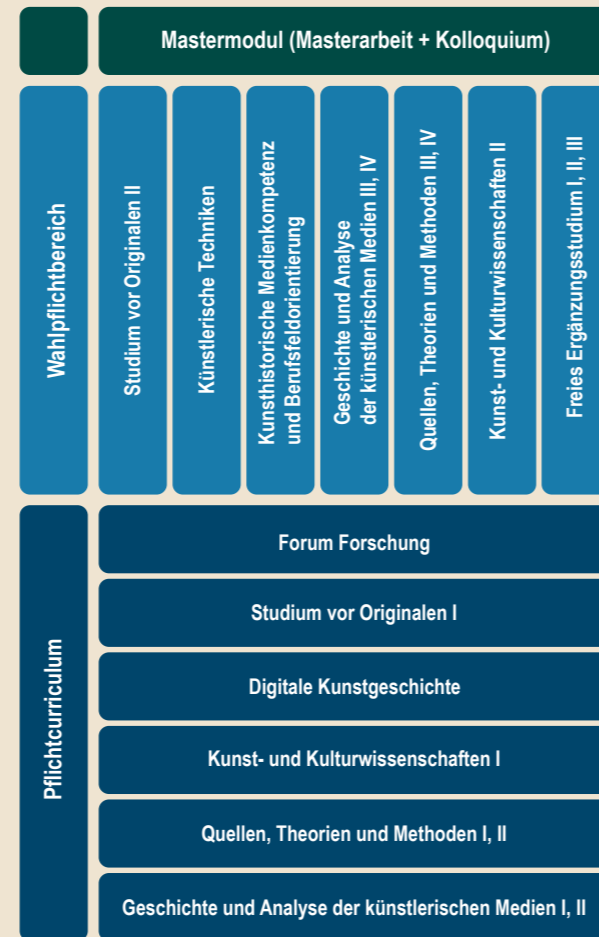 Mastermodul (Masterarbeit + Kolloquium)
Wahlpflichtbereich
Studium vor Originalen II
Künstlerische Techniken
Kunsthistorische Medienkompetenz
und Berufsfeldorientierung
Geschichte und Analyse
der künstlerischen Medien III, IV
Quellen, Theorien und Methoden III, IV
Kunst- und Kulturwissenschaften II
Freies Ergänzungsstudium I, II, III
Pflichtcurriculum
Forum Forschung
Studium vor Originalen I
Digitale Kunstgeschichte
Kunst- und Kulturwissenschaften I
Quellen, Theorien und Methoden I, II
Geschichte und Analyse der künstlerischen Medien I, II